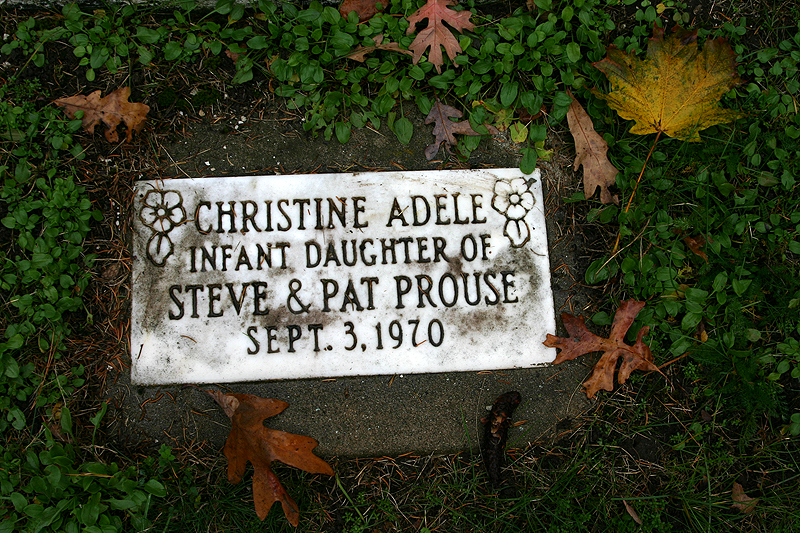 CHRISTINE ADELE
INFANT DAUGHTER OF
STEVE & PAT PROUSE
SEPT. 3, 1970